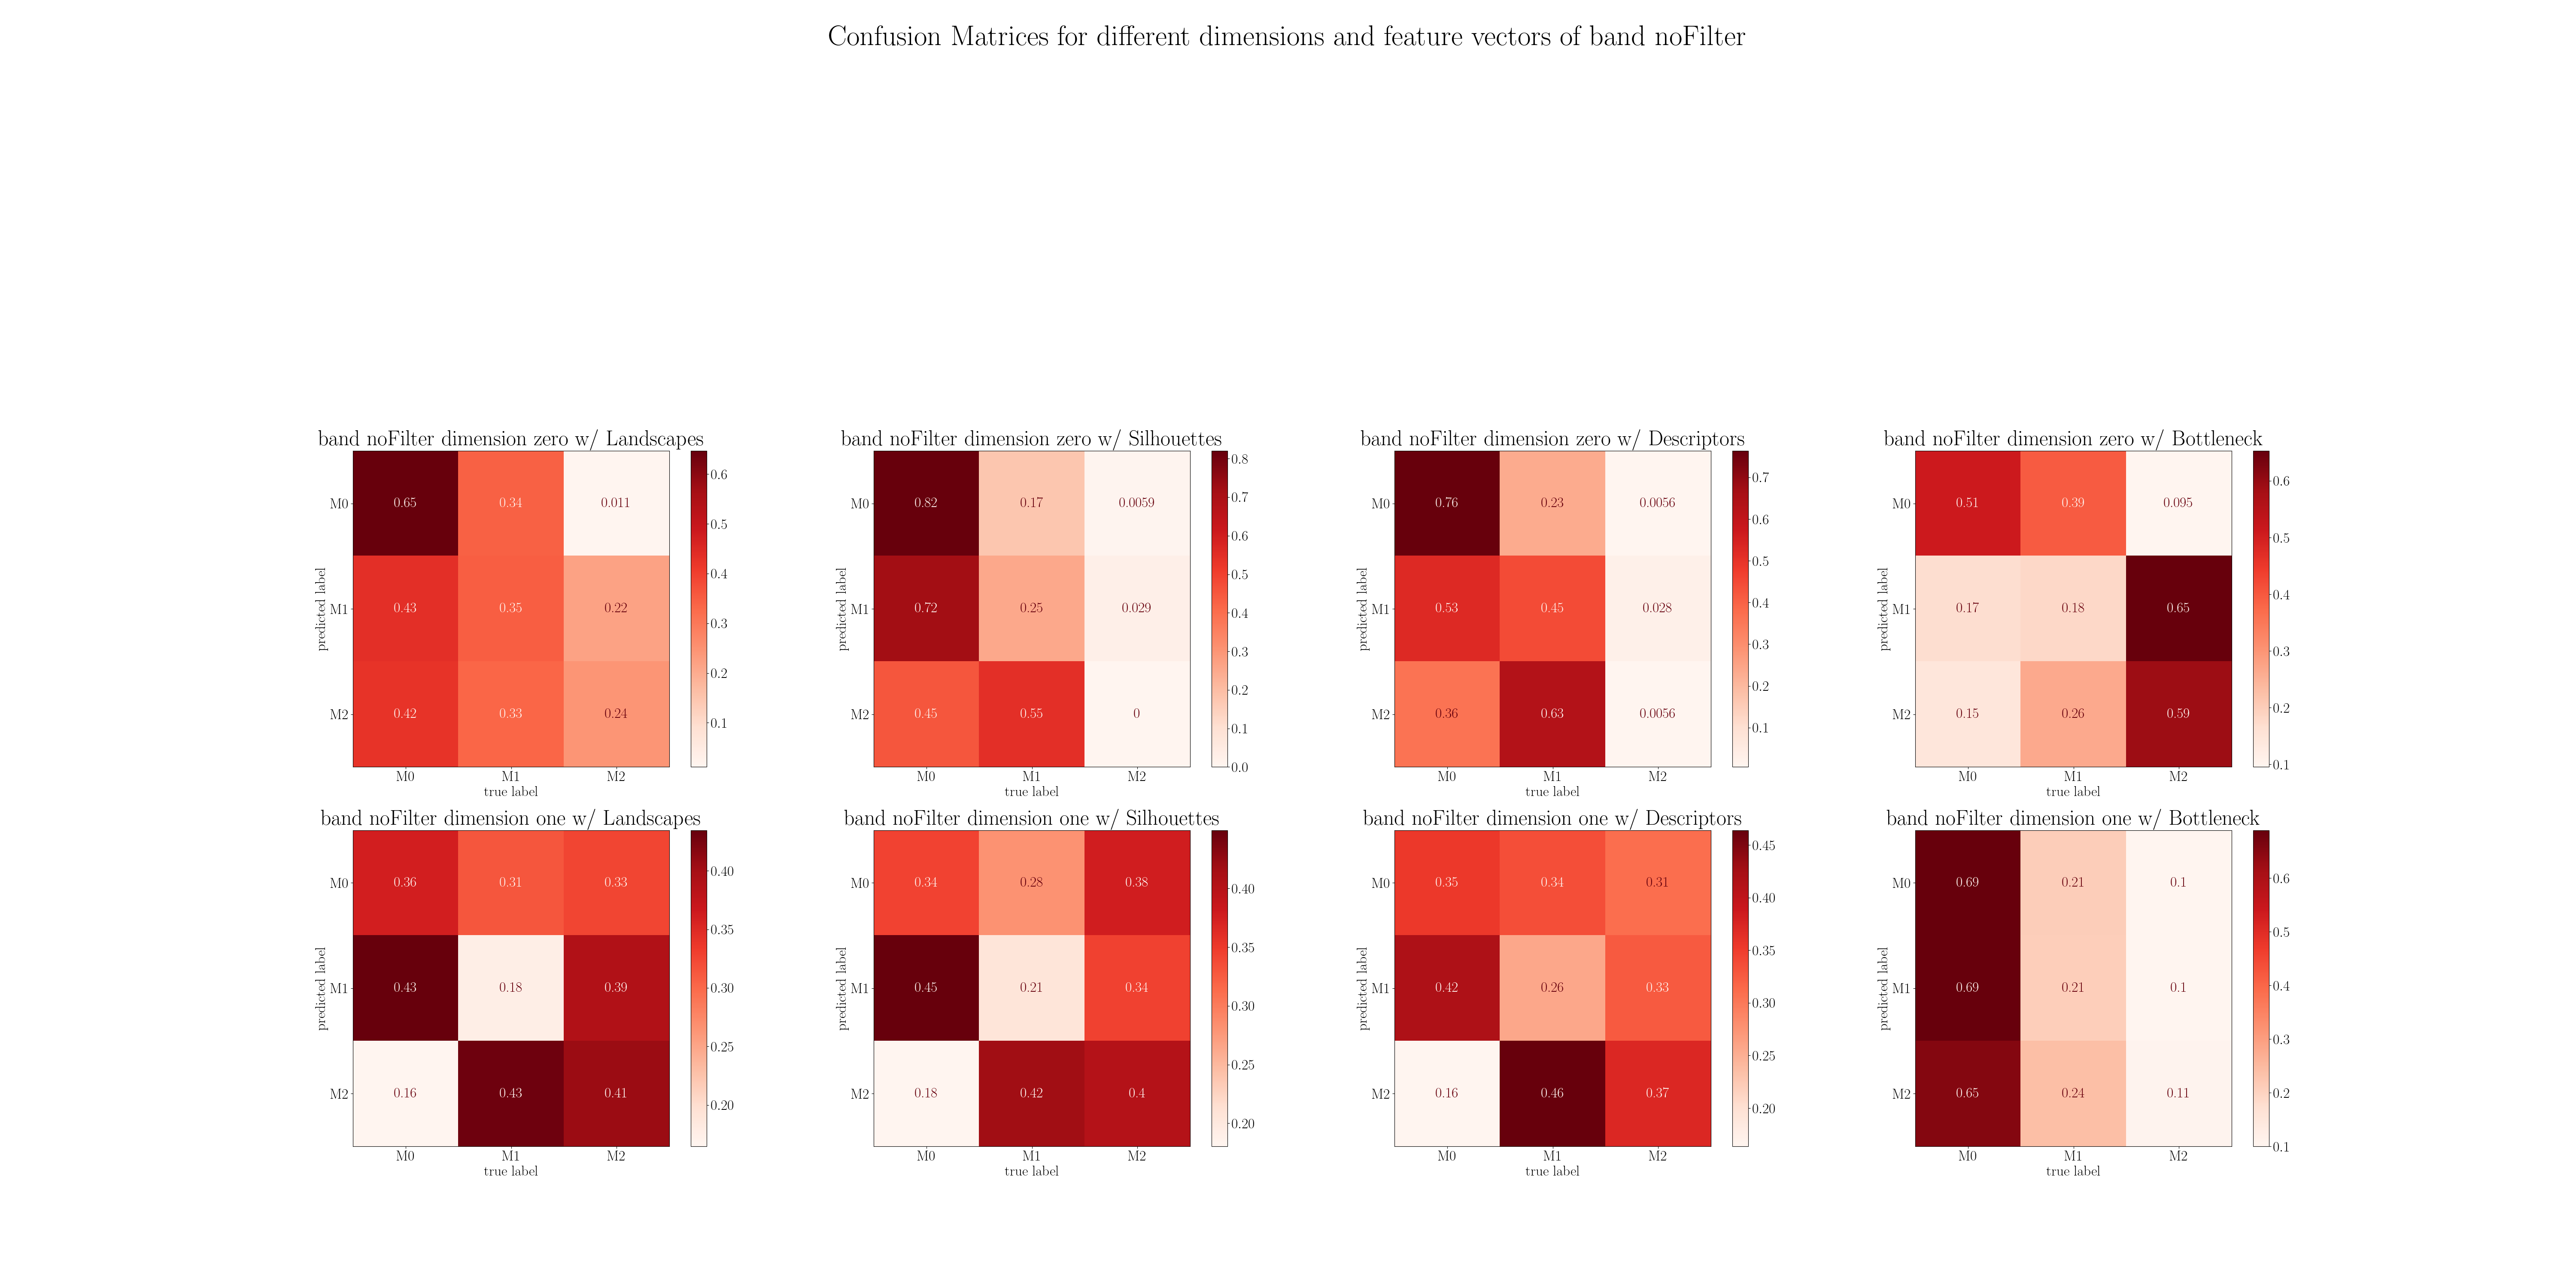 Confusion Matrices for different dimensions and feature vectors of band noFilter
band noFilter dimension zero w/ Landscapes
predicted label
M0 0.65 0.34 0.011
M1 0.43 0.35 0.22
M2 0.42 0.33 0.24
M0 M1 M2
true label
0.6
0.5
0.4
0.3
0.2
0.1
band noFilter dimension zero w/ Silhouettes
predicted label
M0 0.82 0.17 0.0059
M1 0.72 0.25 0.029
M2 0.45 0.55 0
M0 M1 M2
true label
0.8
0.7
0.6
0.5
0.4
0.3
0.2
0.1
0.0
band noFilter dimension zero w/ Descriptors
predicted label
M0 0.76 0.23 0.0056
M1 0.53 0.45 0.028
M2 0.36 0.63 0.0056
M0 M1 M2
true label
0.7
0.6
0.5
0.4
0.3
0.2
0.1
band noFilter dimension zero w/ Bottleneck
predicted label
M0 0.51 0.39 0.095
M1 0.17 0.18 0.65
M2 0.15 0.26 0.59
M0 M1 M2
true label
0.6
0.5
0.4
0.3
0.2
0.1
band noFilter dimension one w/ Landscapes
predicted label
M0 0.36 0.31 0.33
M1 0.43 0.18 0.39
M2 0.16 0.43 0.41
M0 M1 M2
true label
0.40
0.35
0.30
0.25
0.20
band noFilter dimension one w/ Silhouettes
predicted label
M0 0.34 0.28 0.38
M1 0.45 0.21 0.34
M2 0.18 0.42 0.4
M0 M1 M2
true label
0.40
0.35
0.30
0.25
0.20
band noFilter dimension one w/ Descriptors
predicted label
M0 0.35 0.34 0.31
M1 0.42 0.26 0.33
M2 0.16 0.46 0.37
M0 M1 M2
true label
0.45
0.40
0.35
0.30
0.25
0.20
band noFilter dimension one w/ Bottleneck
predicted label
M0 0.69 0.21 0.1
M1 0.69 0.21 0.1
M2 0.65 0.24 0.11
M0 M1 M2
true label
0.6
0.5
0.4
0.3
0.2
0.1